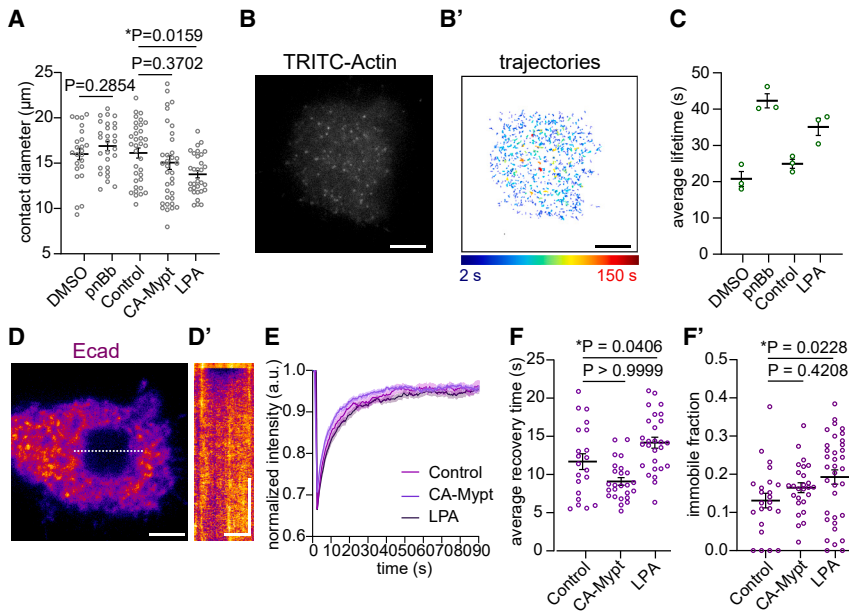 A
*P=0.0159
P=0.3702
P=0.2854
contact diameter (µm)
25
20
15
10
5
DMSO
pnBb
Control
CA-Mypt
LPA
B
TRITC-Actin
B'
trajectories
2 s
150 s
C
average lifetime (s)
50
40
30
20
10
0
DMSO
pnBb
Control
LPA
D
Ecad
D'
E
normalized intensity (a.u.)
1.0
0.9
0.8
0.7
0.6
Control
CA-Mypt
LPA
0 10 20 30 40 50 60 70 80 90
time (s)
F
*P = 0.0406
P > 0.9999
average recovery time (s)
25
20
15
10
5
0
Control
CA-Mypt
LPA
F'
*P = 0.0228
P = 0.4208
immobile fraction
0.5
0.4
0.3
0.2
0.1
0.0
Control
CA-Mypt
LPA